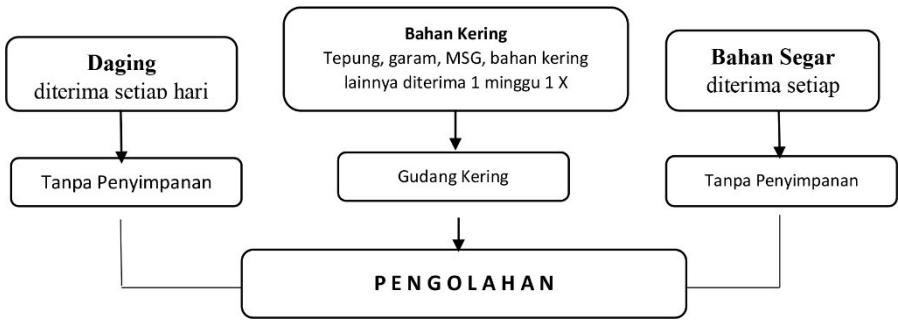 Daging
diterima setiap hari
Bahan Kering
Tepung, garam, MSG, bahan kering
lainnya diterima 1 minggu 1 X
Bahan Segar
diterima setiap
Tanpa Penyimpanan
Gudang Kering
Tanpa Penyimpanan
P E N G O L A H A N